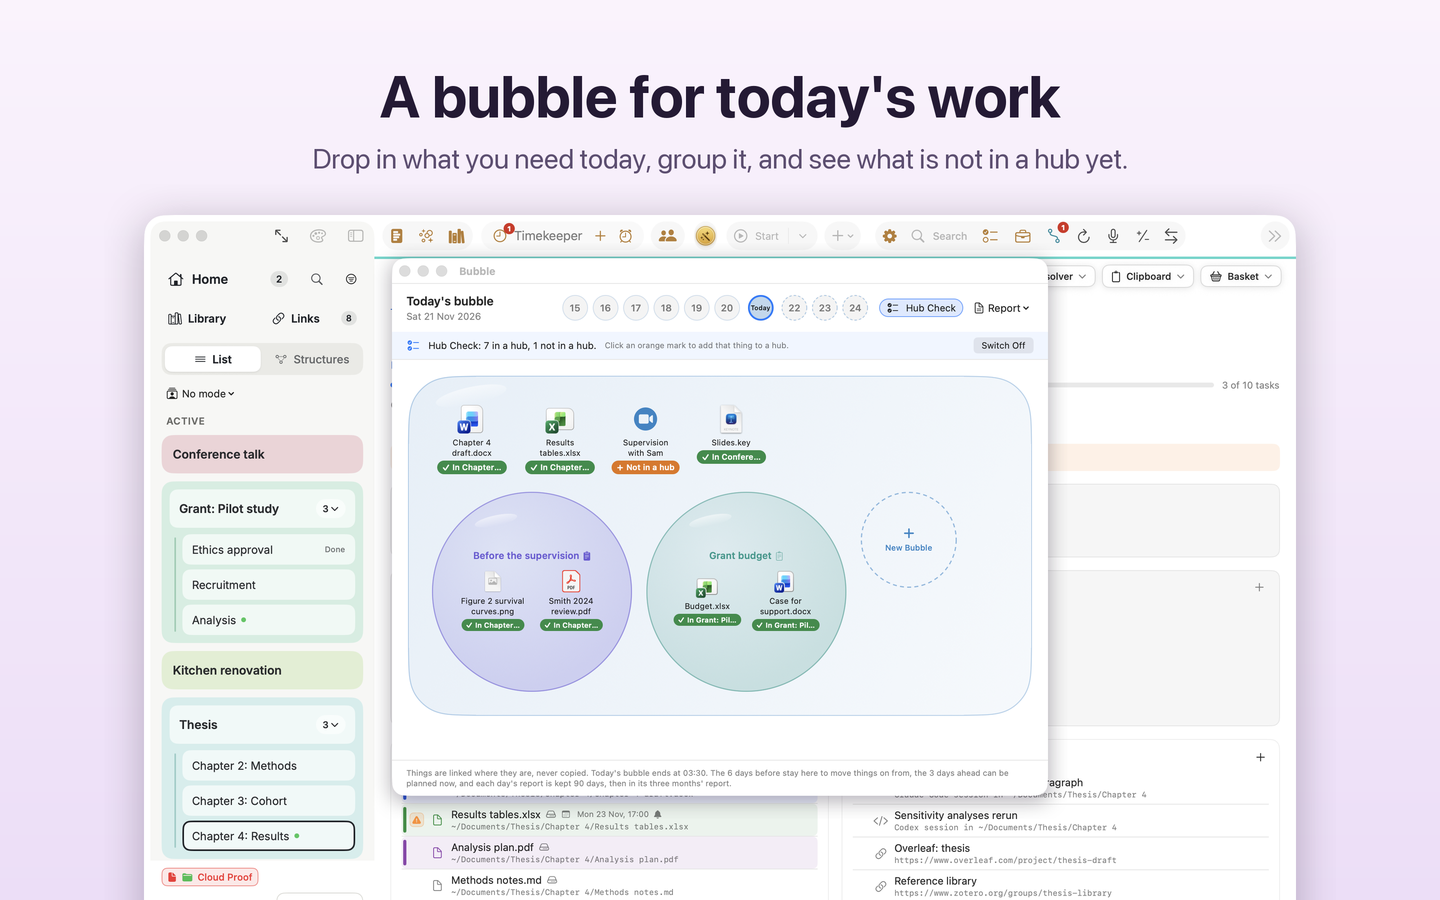 A bubble for today's work
Drop in what you need today, group it, and see what is not in a hub yet.
1
Timekeeper
Start
Search
1
Home
2
Library
Links
8
List
Structures
No mode
ACTIVE
Conference talk
Grant: Pilot study
3
Ethics approval
Done
Recruitment
Analysis
Kitchen renovation
Thesis
3
Chapter 2: Methods
Chapter 3: Cohort
Chapter 4: Results
Cloud Proof
Bubble
Today's bubble
Sat 21 Nov 2026
15 16 17 18 19 20 Today 22 23 24
Hub Check
Report
Hub Check: 7 in a hub, 1 not in a hub.
Click an orange mark to add that thing to a hub.
Switch Off
Chapter 4
draft.docx
In Chapter...
Results
tables.xlsx
In Chapter...
Supervision
with Sam
+ Not in a hub
Slides.key
In Confere...
Before the supervision
Figure 2 survival
curves.png
In Chapter...
PDF
Smith 2024
review.pdf
In Chapter...
Grant budget
Budget.xlsx
In Grant: Pil...
Case for
support.docx
In Grant: Pil...
+
New Bubble
Things are linked where they are, never copied. Today's bubble ends at 03:30. The 6 days before stay here to move things on from, the 3 days ahead can be
planned now, and each day's report is kept 90 days, then in its three months' report.
solver
Clipboard
Basket
3 of 10 tasks
Results tables.xlsx
Mon 23 Nov, 17:00
~/Documents/Thesis/Chapter 4/Results tables.xlsx
Analysis plan.pdf
~/Documents/Thesis/Chapter 4/Analysis plan.pdf
Methods notes.md
~/Documents/Thesis/Chapter 4/Methods notes.md
ragraph
Claude Code session in ~/Documents/Thesis/Chapter 4
Sensitivity analyses rerun
Codex session in ~/Documents/Thesis/Chapter 4
Overleaf: thesis
https://www.overleaf.com/project/thesis-draft
Reference library
https://www.zotero.org/groups/thesis-library